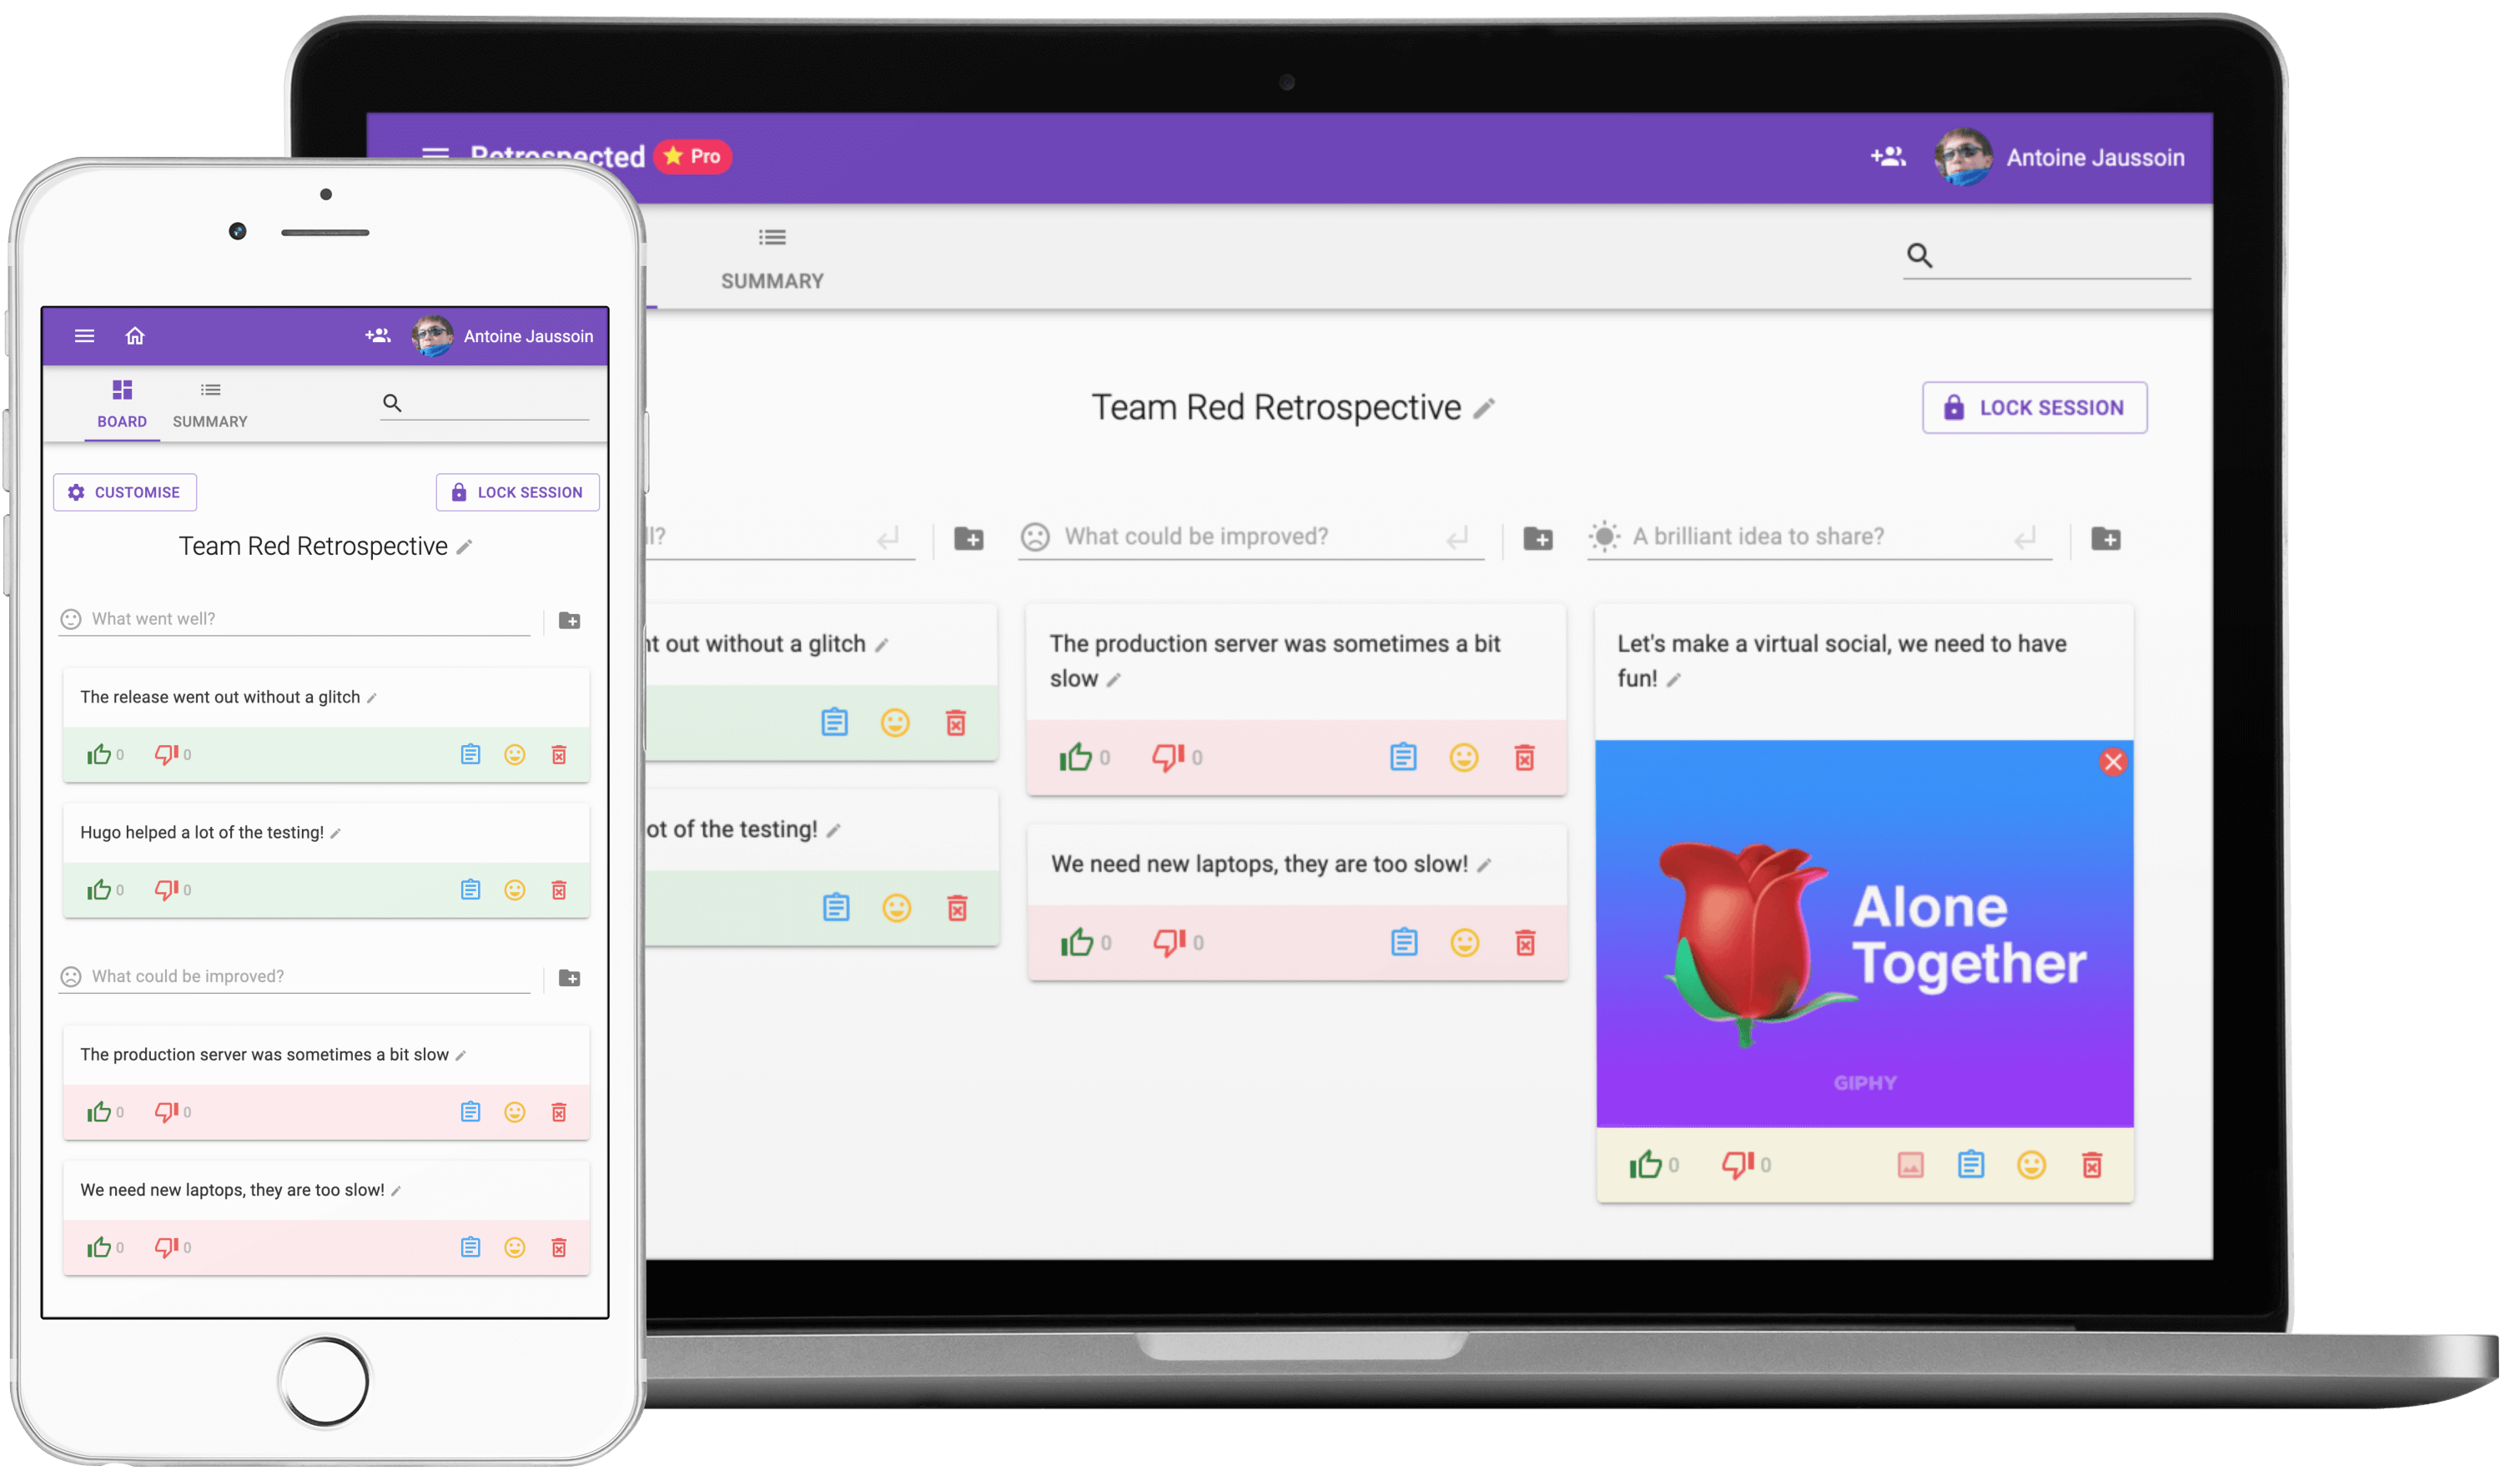 Retrospected
Pro
Antoine Jaussoin
SUMMARY
Team Red Retrospective
LOCK SESSION
ll?
What could be improved?
A brilliant idea to share?
out without a glitch
of the testing!
The production server was sometimes a bit
slow
0
0
We need new laptops, they are too slow!
0
0
Let's make a virtual social, we need to have
fun!
Alone
Together
GIPHY
0
0
Antoine Jaussoin
BOARD
SUMMARY
CUSTOMISE
LOCK SESSION
Team Red Retrospective
What went well?
The release went out without a glitch
0
0
Hugo helped a lot of the testing!
0
0
What could be improved?
The production server was sometimes a bit slow
0
0
We need new laptops, they are too slow!
0
0